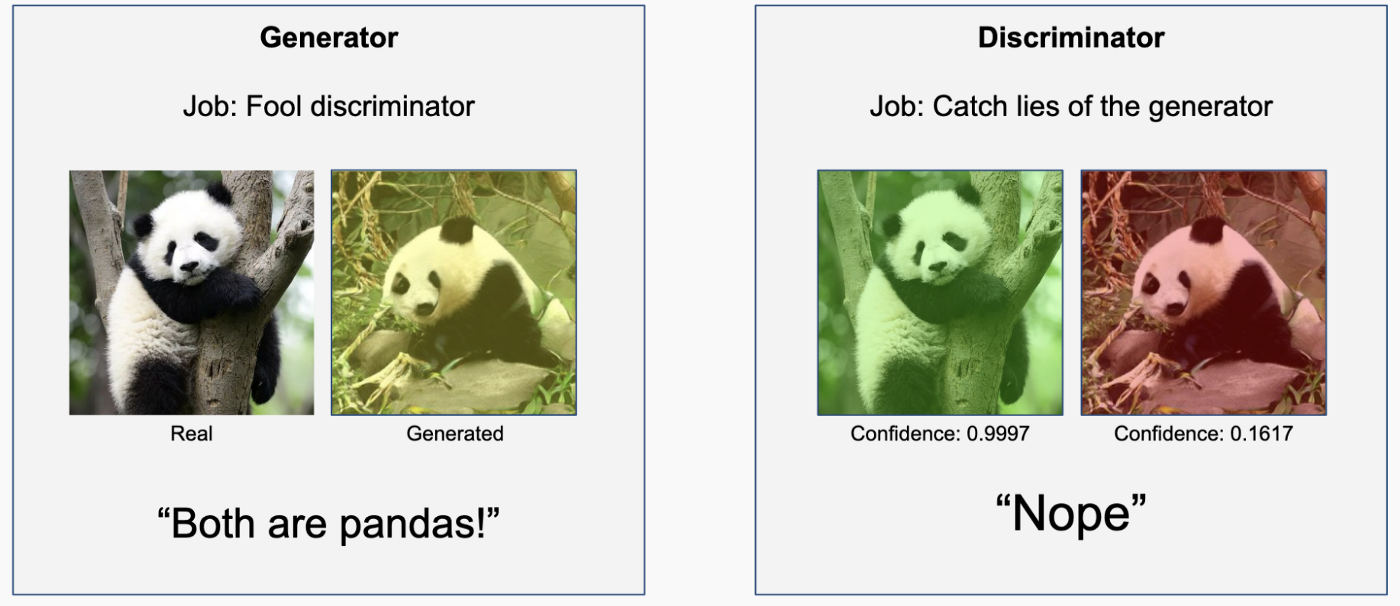 Generator
Job: Fool discriminator
Real
Generated
“Both are pandas!”
Discriminator
Job: Catch lies of the generator
Confidence: 0.9997
Confidence: 0.1617
“Nope”